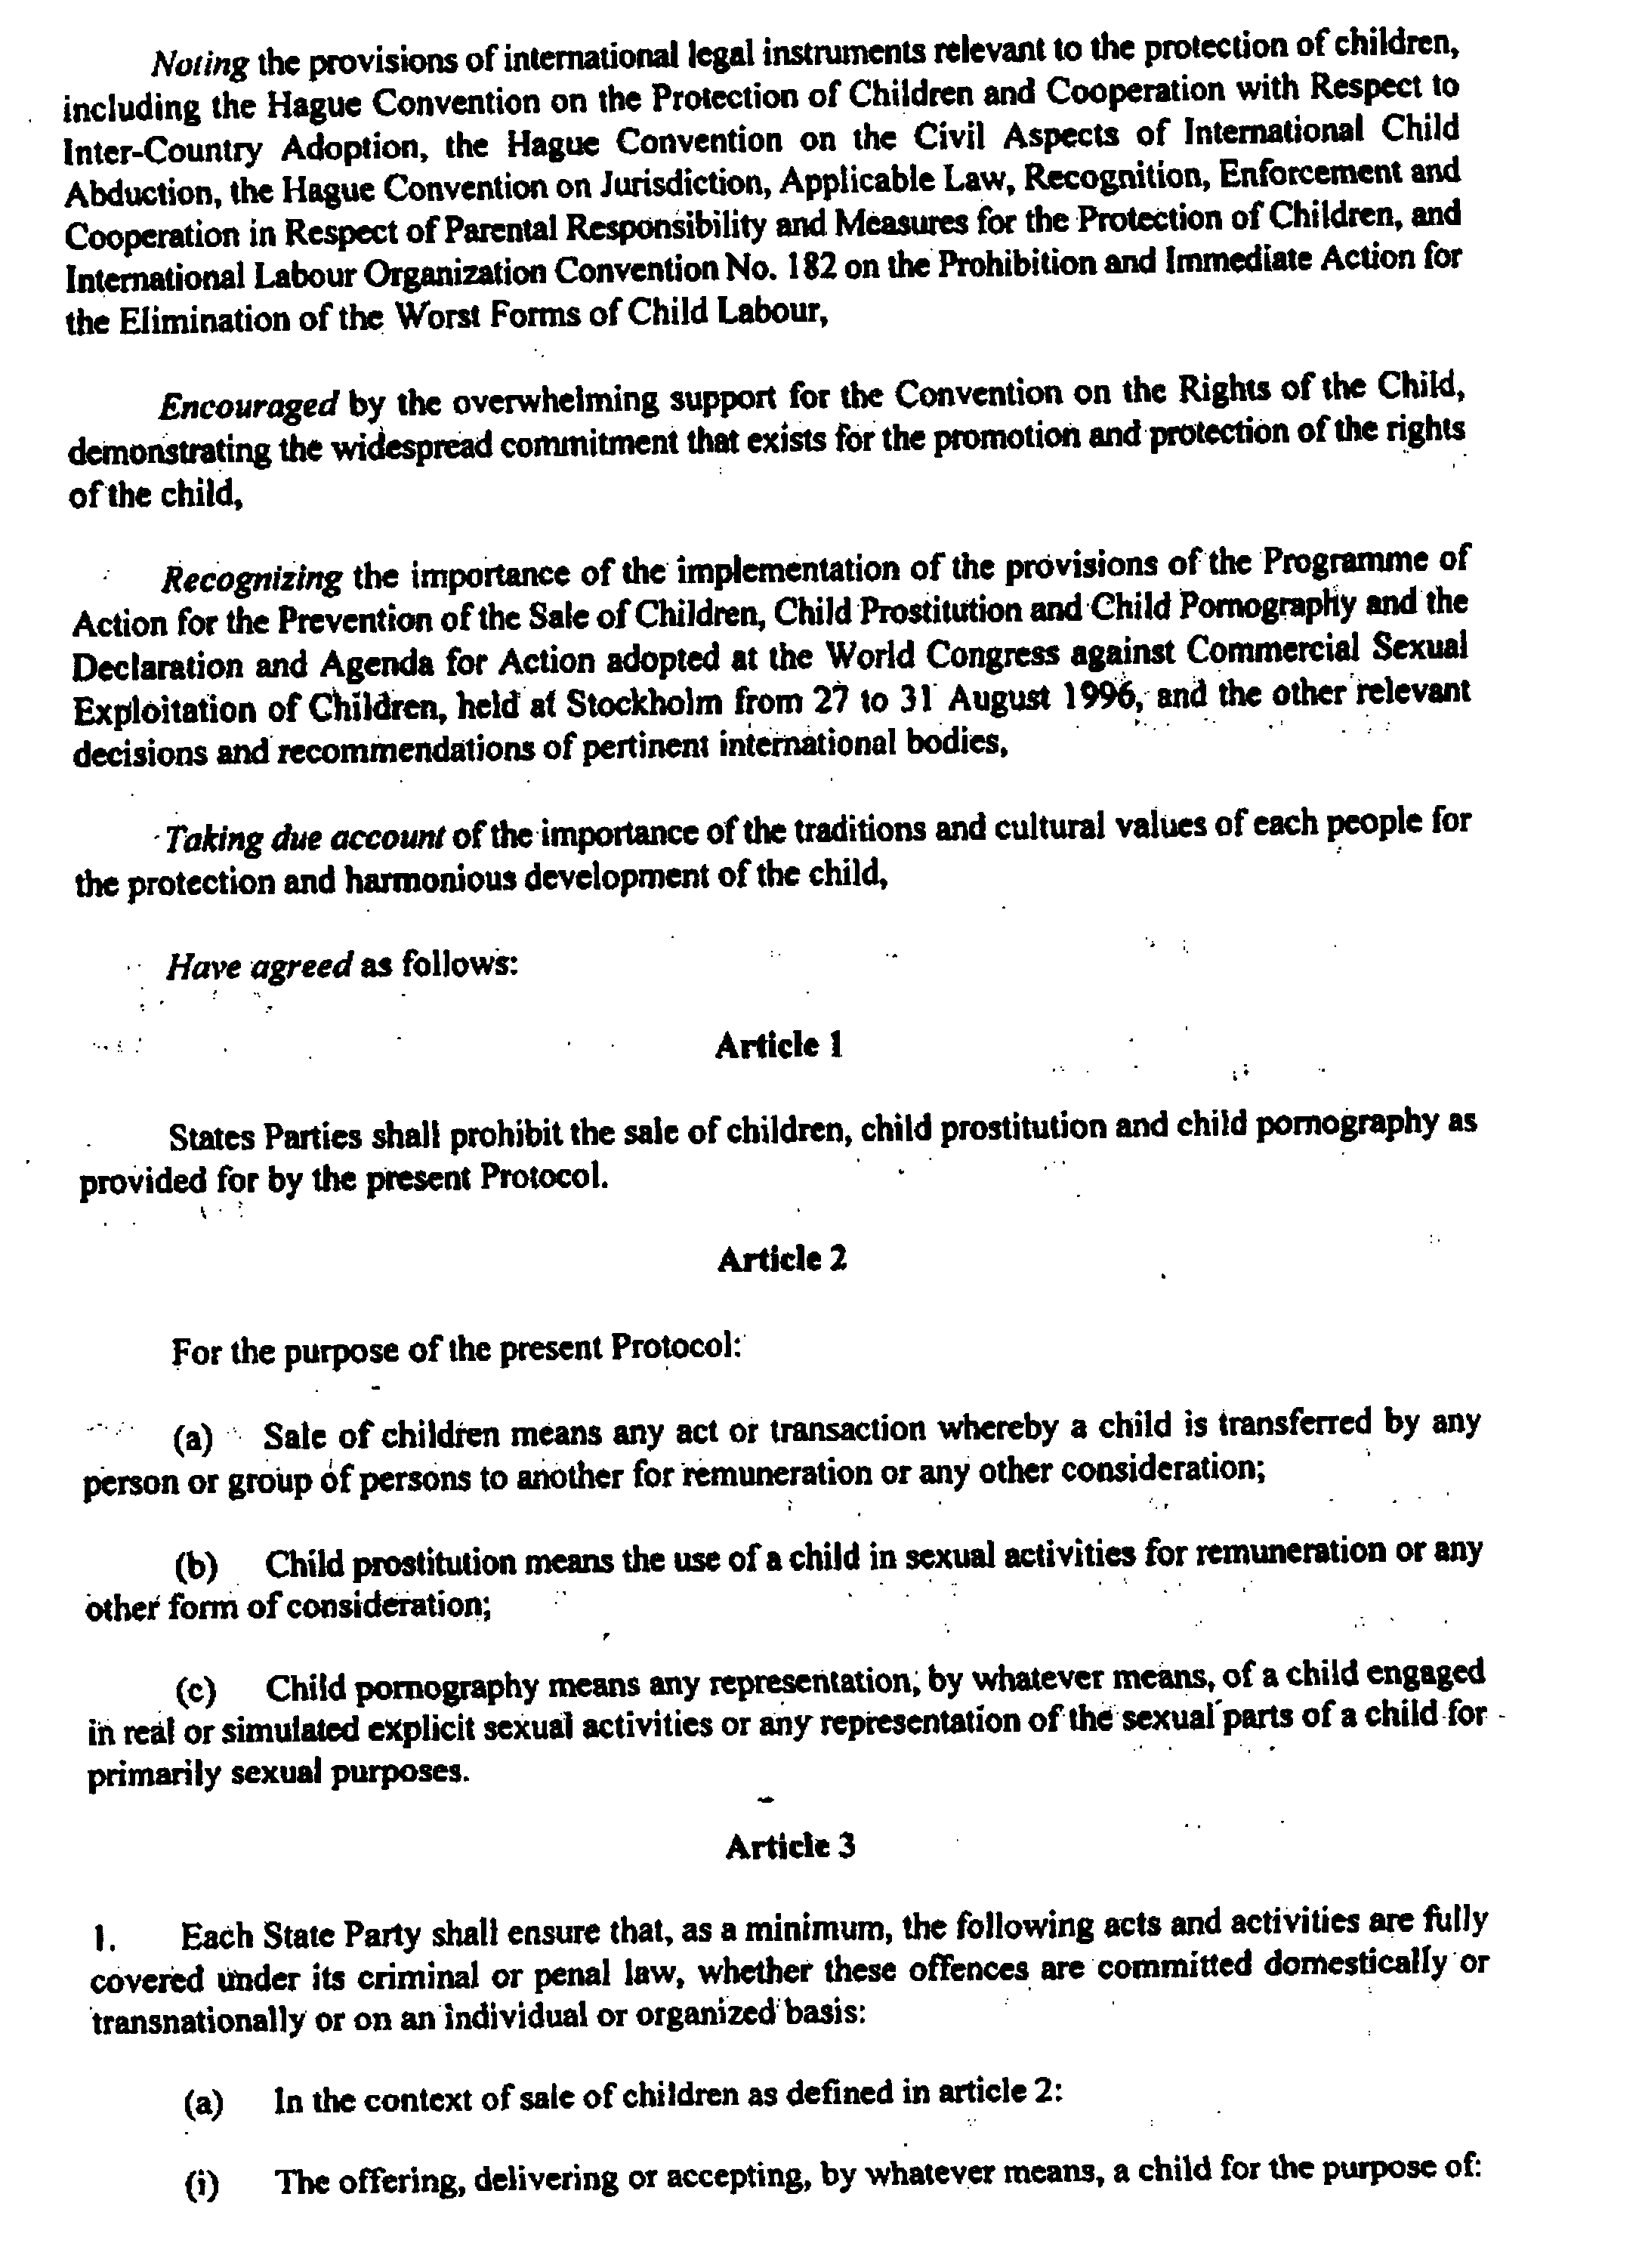 Noting the provisions of international legal instruments relevant to the protection of children,
including the Hague Convention on the Protection of Children and Cooperation with Respect to
Inter-Country Adoption, the Hague Convention on the Civil Aspects of International Child
Abduction, the Hague Convention on Jurisdiction, Applicable Law, Recognition, Enforcement and
Cooperation in Respect of Parental Responsibility and Measures for the Protection of Children, and
International Labour Organization Convention No. 182 on the Prohibition and Immediate Action for
the Elimination of the Worst Forms of Child Labour,
Encouraged by the overwhelming support for the Convention on the Rights of the Child,
demonstrating the widespread commitment that exists for the promotion and protection of the rights
of the child,
Recognizing the importance of the implementation of the provisions of the Programme of
Action for the Prevention of the Sale of Children, Child Prostitution and Child Pornography and the
Declaration and Agenda for Action adopted at the World Congress against Commercial Sexual
Exploitation of Children, held at Stockholm from 27 to 31 August 1996, and the other relevant
decisions and recommendations of pertinent international bodies,
Taking due account of the importance of the traditions and cultural values of each people for
the protection and harmonious development of the child,
Have agreed as follows:
Article 1
States Parties shall prohibit the sale of children, child prostitution and child pornography as
provided for by the present Protocol.
Article 2
For the purpose of the present Protocol:
(a) Sale of children means any act or transaction whereby a child is transferred by any
person or group of persons to another for remuneration or any other consideration;
(b) Child prostitution means the use of a child in sexual activities for remuneration or any
other form of consideration;
(c) Child pornography means any representation, by whatever means, of a child engaged
in real or simulated explicit sexual activities or any representation of the sexual parts of a child for
primarily sexual purposes.
Article 3
1. Each State Party shall ensure that, as a minimum, the following acts and activities are fully
covered under its criminal or penal law, whether these offences are committed domestically or
transnationally or on an individual or organized basis:
(a) In the context of sale of children as defined in article 2:
(i) The offering, delivering or accepting, by whatever means, a child for the purpose of: